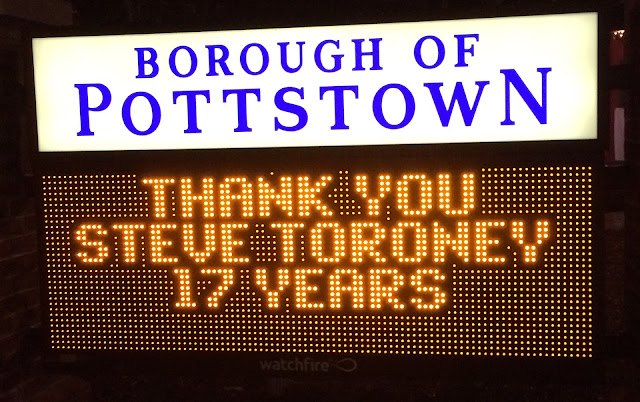 BOROUGH OF
POTTSTOWN
THANK YOU
STEVE TORONEY
17 YEARS
watchfire